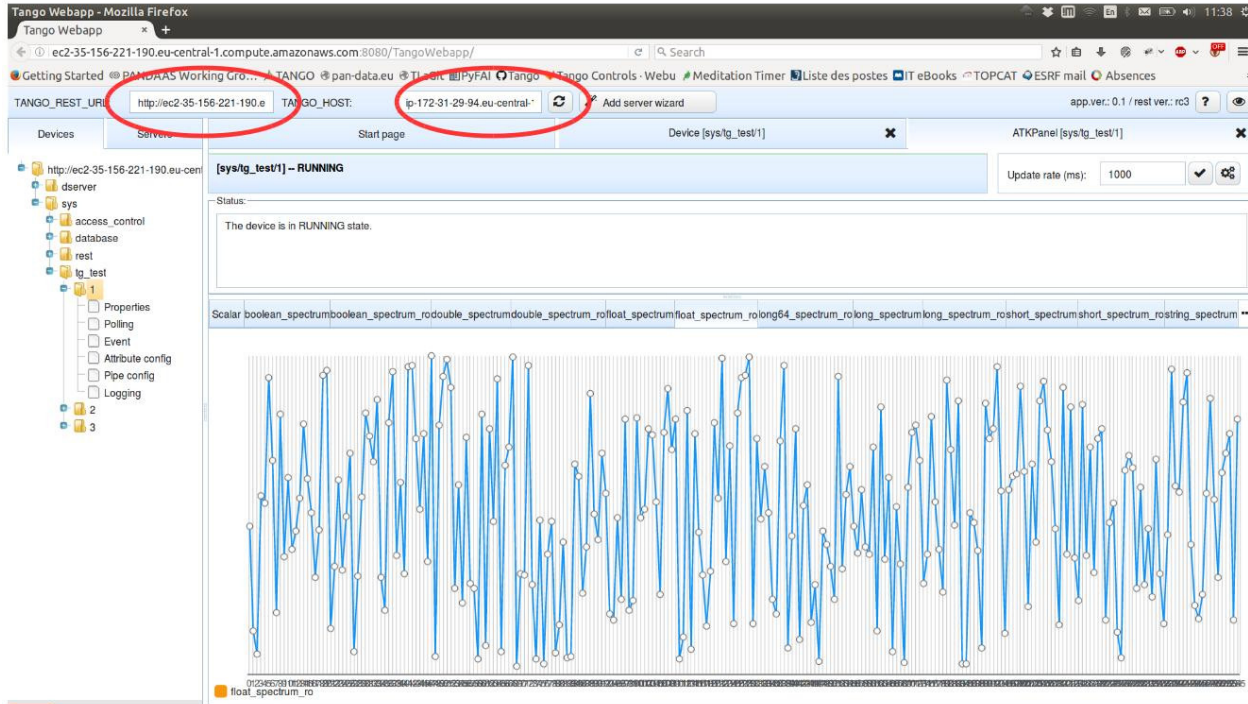 Tango Webapp - Mozilla Firefox
En
11:38
Tango Webapp × +
ec2-35-156-221-190.eu-central-1.compute.amazonaws.com:8080/TangoWebapp/
Search
ABP
OFF
Getting Started
PANDAAS Working Gro...
TANGO
pan-data.eu
PyFAI
Tango
Tango Controls · Webu
Meditation Timer
Liste des postes
IT eBooks
TOPCAT
ESRF mail
Absences
TANGO_REST_URL
http://ec2-35-156-221-190.e
TANGO_HOST:
ip-172-31-29-94.eu-central-1
Add server wizard
app.ver.: 0.1 / rest ver.: rc3
?
Devices
Servers
Start page
Device [sys/tg_test/1]
ATKPanel [sys/tg_test/1]
http://ec2-35-156-221-190.eu-cent
dserver
sys
access_control
database
rest
tg_test
1
Properties
Polling
Event
Attribute config
Pipe config
Logging
2
3
[sys/tg_test/1] -- RUNNING
Update rate (ms): 1000
Status:
The device is in RUNNING state.
Scalar boolean_spectrum boolean_spectrum_ro double_spectrum double_spectrum_ro float_spectrum float_spectrum_ro long64_spectrum_ro long_spectrum long_spectrum_ro short_spectrum short_spectrum_ro string_spectrum
float_spectrum_ro